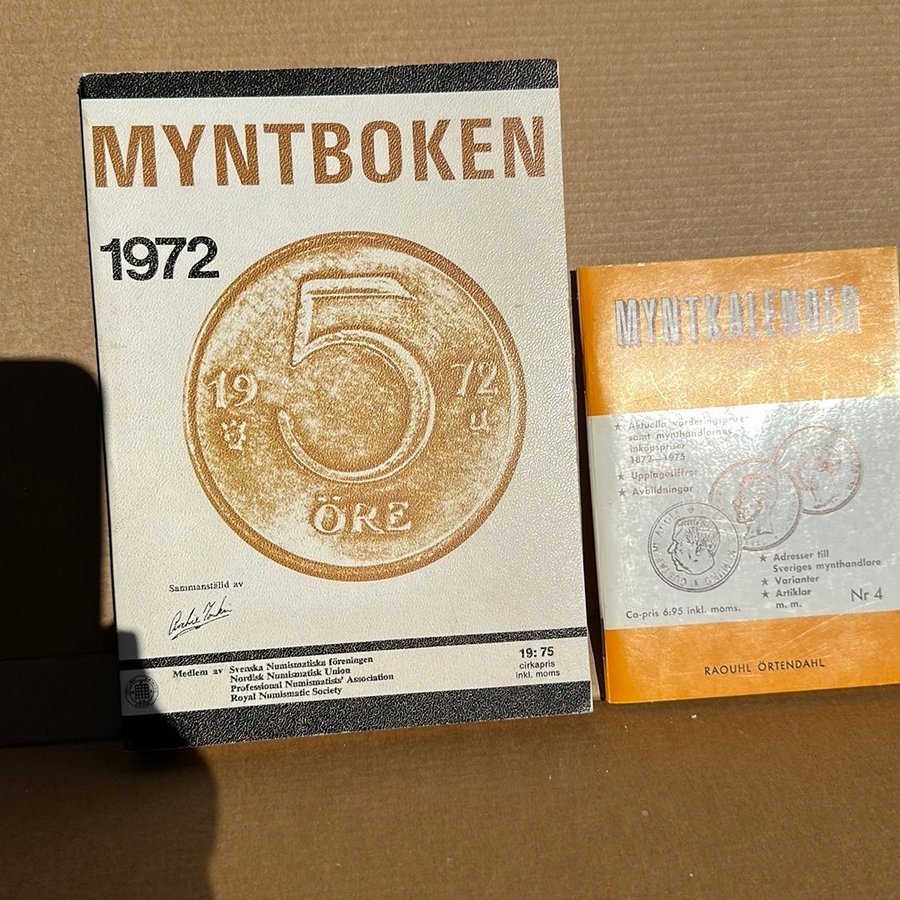 MYNTBOKEN
1972
5
19 72
U
ÖRE
Sammanställd av
Medlem av Svenska Numismatiska föreningen
Nordisk Numismatisk Union
Professional Numismatists' Association
Royal Numismatic Society
19:75
cirkapris
inkl. moms
MYNTKALENDER
★ Aktuella värderingspriser
samt mynthandlarnas
inköpspriser
1872–1975
★ Upplagesiffror
★ Avbildningar
★ Adresser till
Sveriges mynthandlare
★ Varianter
★ Artiklar
m. m.
Nr 4
Ca-pris 6:95 inkl. moms.
RAOUHL ÖRTENDAHL